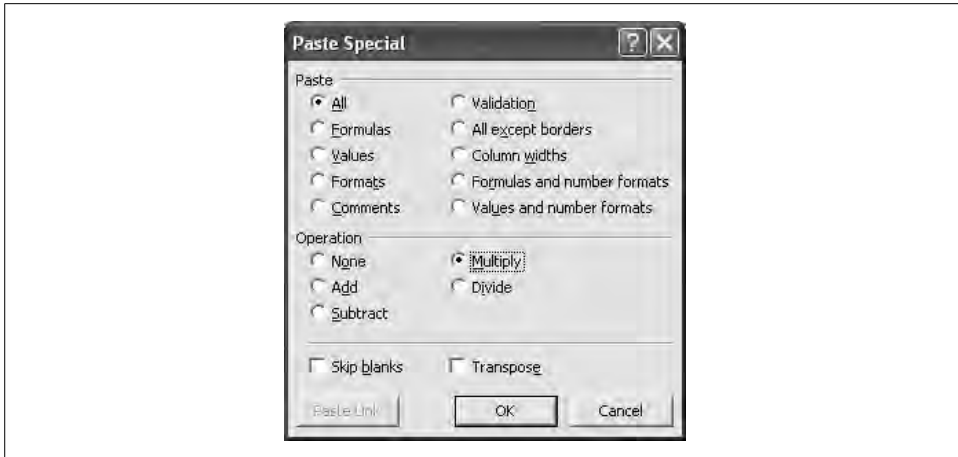 Paste Special
Paste
All
Formulas
Values
Formats
Comments
Validation
All except borders
Column widths
Formulas and number formats
Values and number formats
Operation
None
Add
Subtract
Multiply
Divide
Skip blanks
Transpose
Paste Link
OK
Cancel